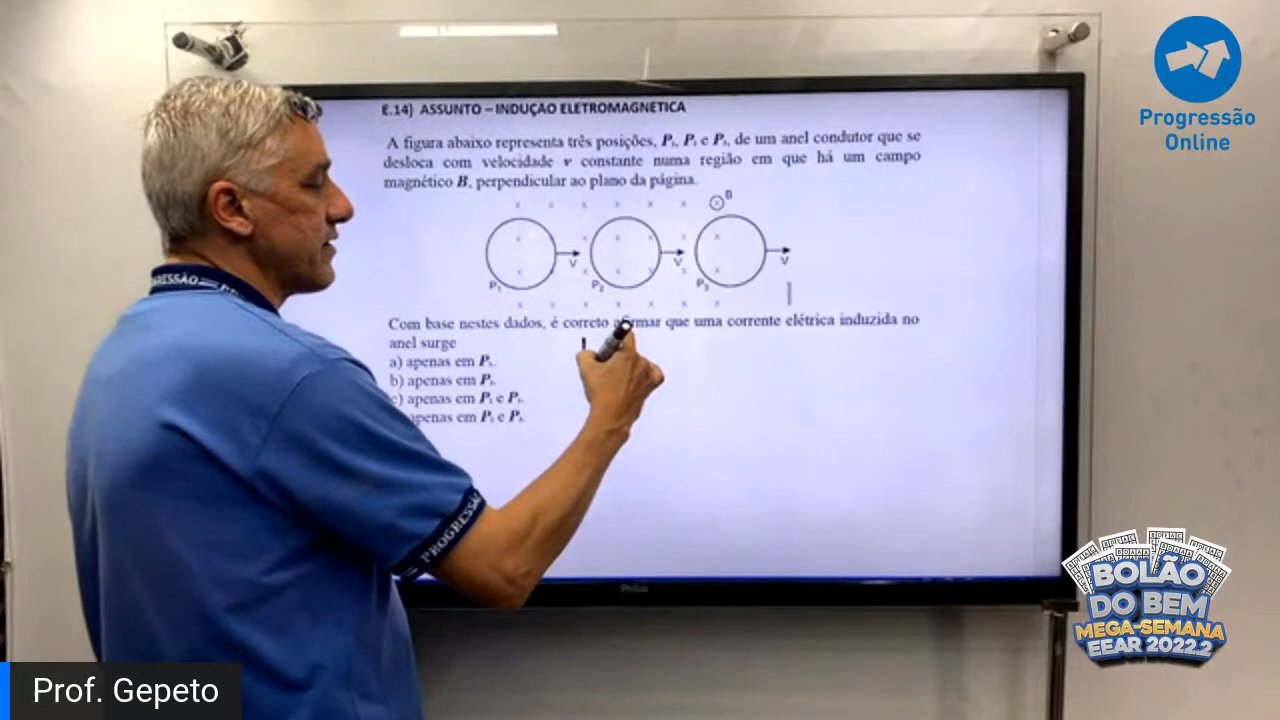 Progressão
Online
E.14) ASSUNTO – INDUÇÃO ELETROMAGNÉTICA
A figura abaixo representa três posições, P₁, P₂ e P₃, de um anel condutor que se
desloca com velocidade v constante numa região em que há um campo
magnético B, perpendicular ao plano da página.
B
V V V
P₁ P₂ P₃
Com base nestes dados, é correto que uma corrente elétrica induzida no
anel surge
a) apenas em
b) apenas em
c) apenas em
apenas em
PROGRESSÃO
BOLÃO
DO BEM
MEGA-SEMANA
EEAR 2022.2
Prof. Gepeto